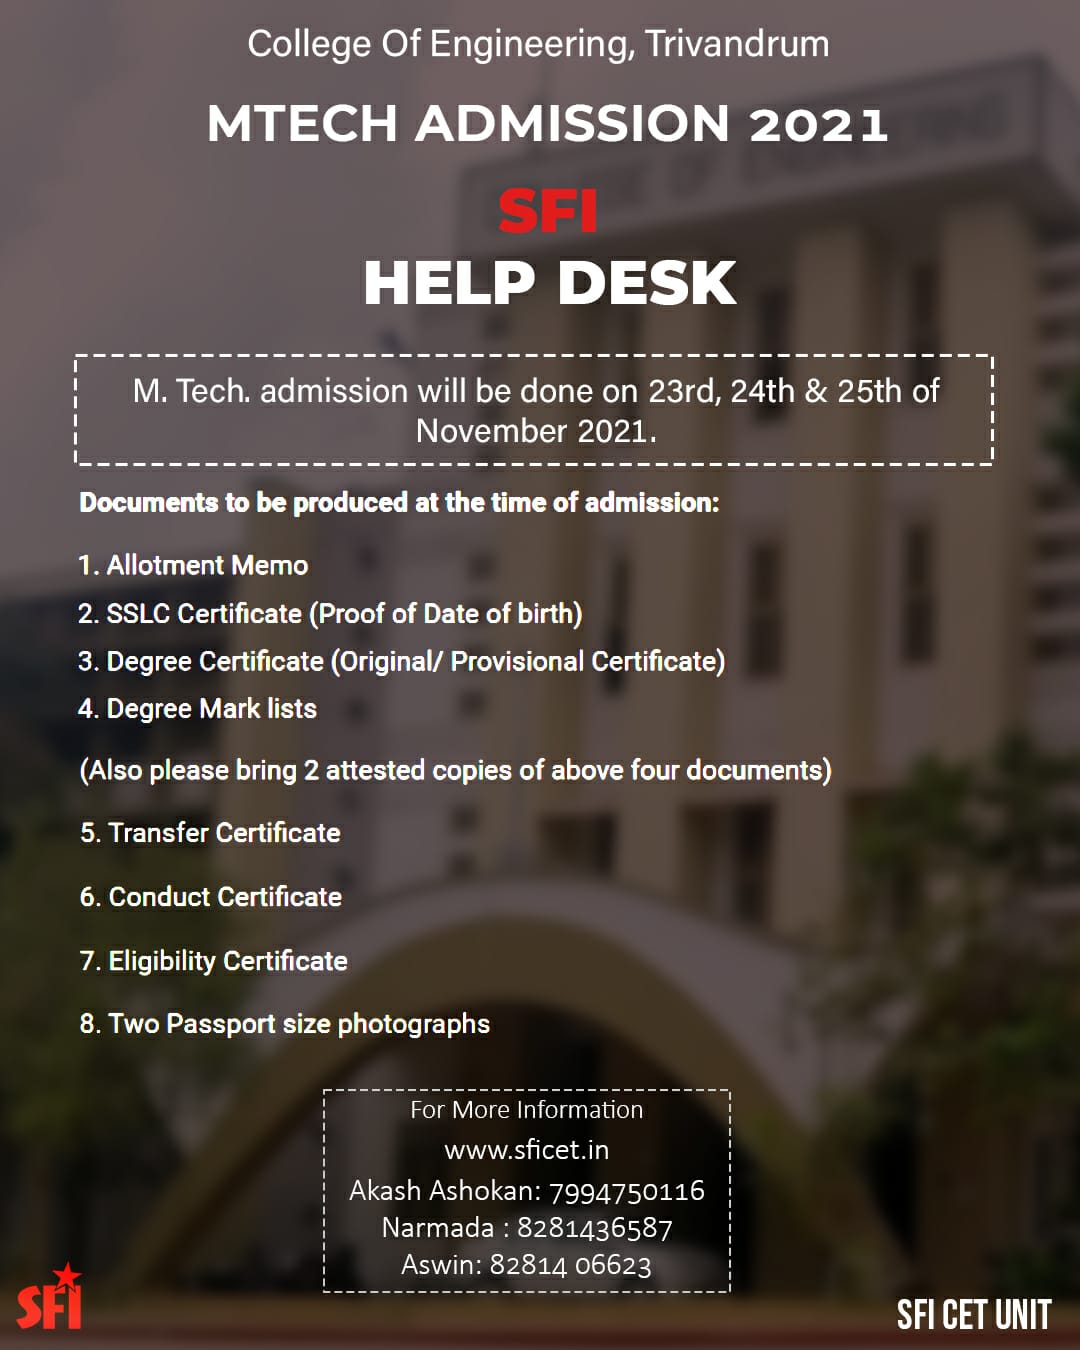 College Of Engineering, Trivandrum
MTECH ADMISSION 2021
SFI
HELP DESK
M. Tech. admission will be done on 23rd, 24th & 25th of
November 2021.
Documents to be produced at the time of admission:
1. Allotment Memo
2. SSLC Certificate (Proof of Date of birth)
3. Degree Certificate (Original/ Provisional Certificate)
4. Degree Mark lists
(Also please bring 2 attested copies of above four documents)
5. Transfer Certificate
6. Conduct Certificate
7. Eligibility Certificate
8. Two Passport size photographs
For More Information
www.sficet.in
Akash Ashokan: 7994750116
Narmada : 8281436587
Aswin: 82814 06623
SFI
SFI CET UNIT